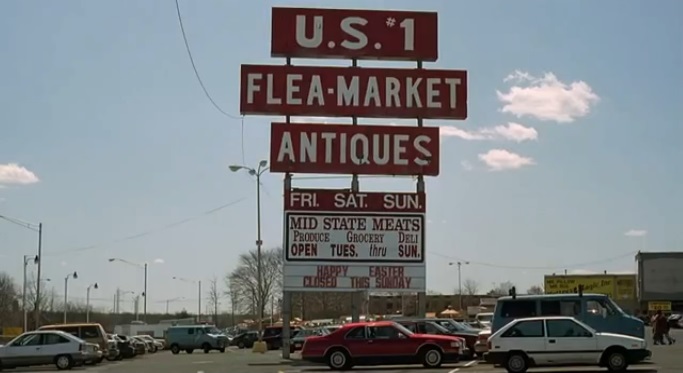 U.S.#1
FLEA-MARKET
ANTIQUES
FRI. SAT. SUN.
MID STATE MEATS
PRODUCE GROCERY DELI
OPEN TUES. thru SUN.
HAPPY EASTER
CLOSED THIS SUNDAY